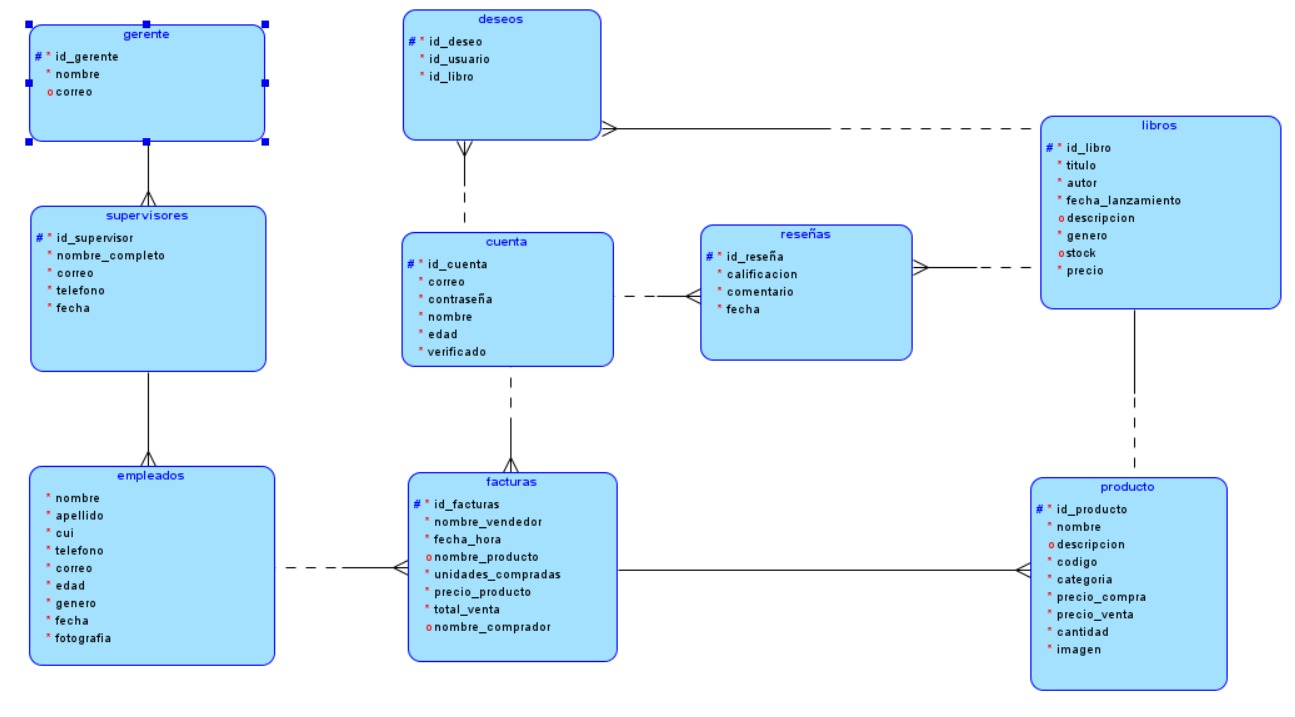 gerente
# * id_gerente
* nombre
o correo
supervisores
# * id_supervisor
* nombre_completo
* correo
* telefono
* fecha
empleados
* nombre
* apellido
* cui
* telefono
* correo
* edad
* genero
* fecha
* fotografia
deseos
# * id_deseo
* id_usuario
* id_libro
cuenta
# * id_cuenta
* correo
* contraseña
* nombre
* edad
* verificado
facturas
# * id_facturas
* nombre_vendedor
* fecha_hora
o nombre_producto
* unidades_compradas
* precio_producto
* total_venta
o nombre_comprador
reseñas
# * id_reseña
* calificacion
* comentario
* fecha
libros
# * id_libro
* titulo
* autor
* fecha_lanzamiento
o descripcion
* genero
o stock
* precio
producto
# * id_producto
* nombre
o descripcion
* codigo
* categoria
* precio_compra
* precio_venta
* cantidad
* imagen